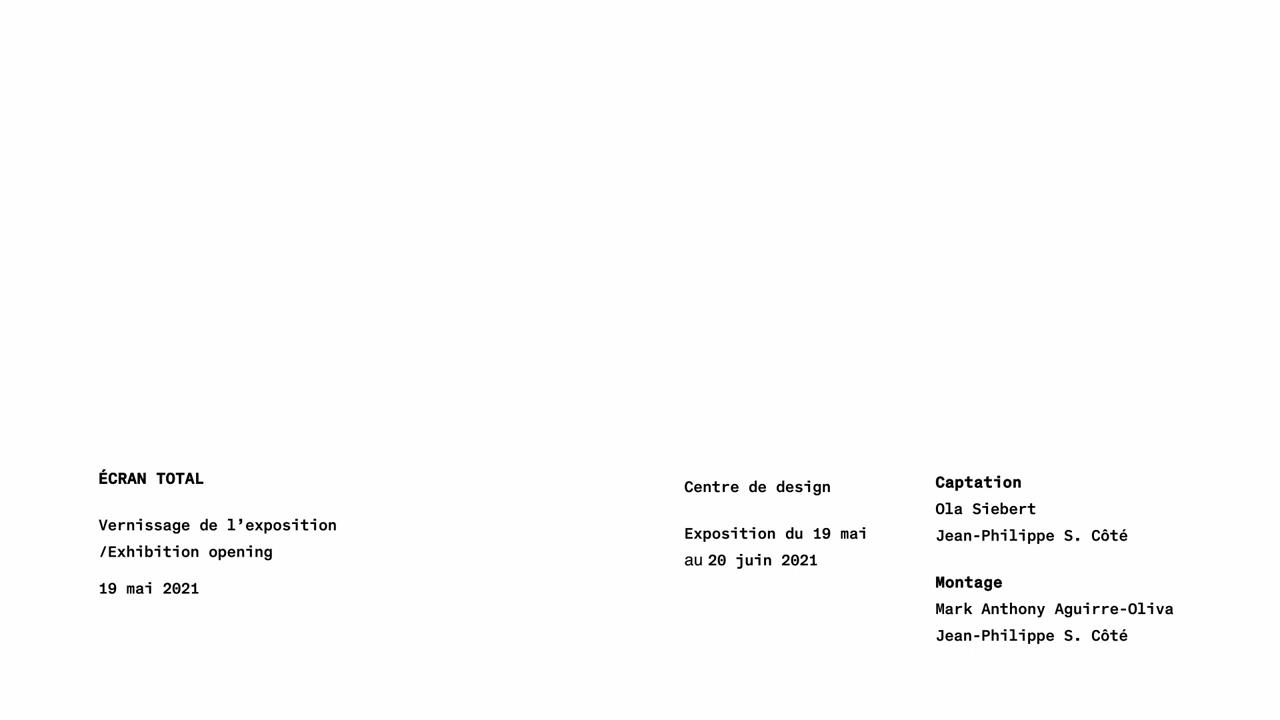 ÉCRAN TOTAL
Vernissage de l’exposition
/Exhibition opening
19 mai 2021
Centre de design
Exposition du 19 mai
au 20 juin 2021
Captation
Ola Siebert
Jean-Philippe S. Côté
Montage
Mark Anthony Aguirre-Oliva
Jean-Philippe S. Côté